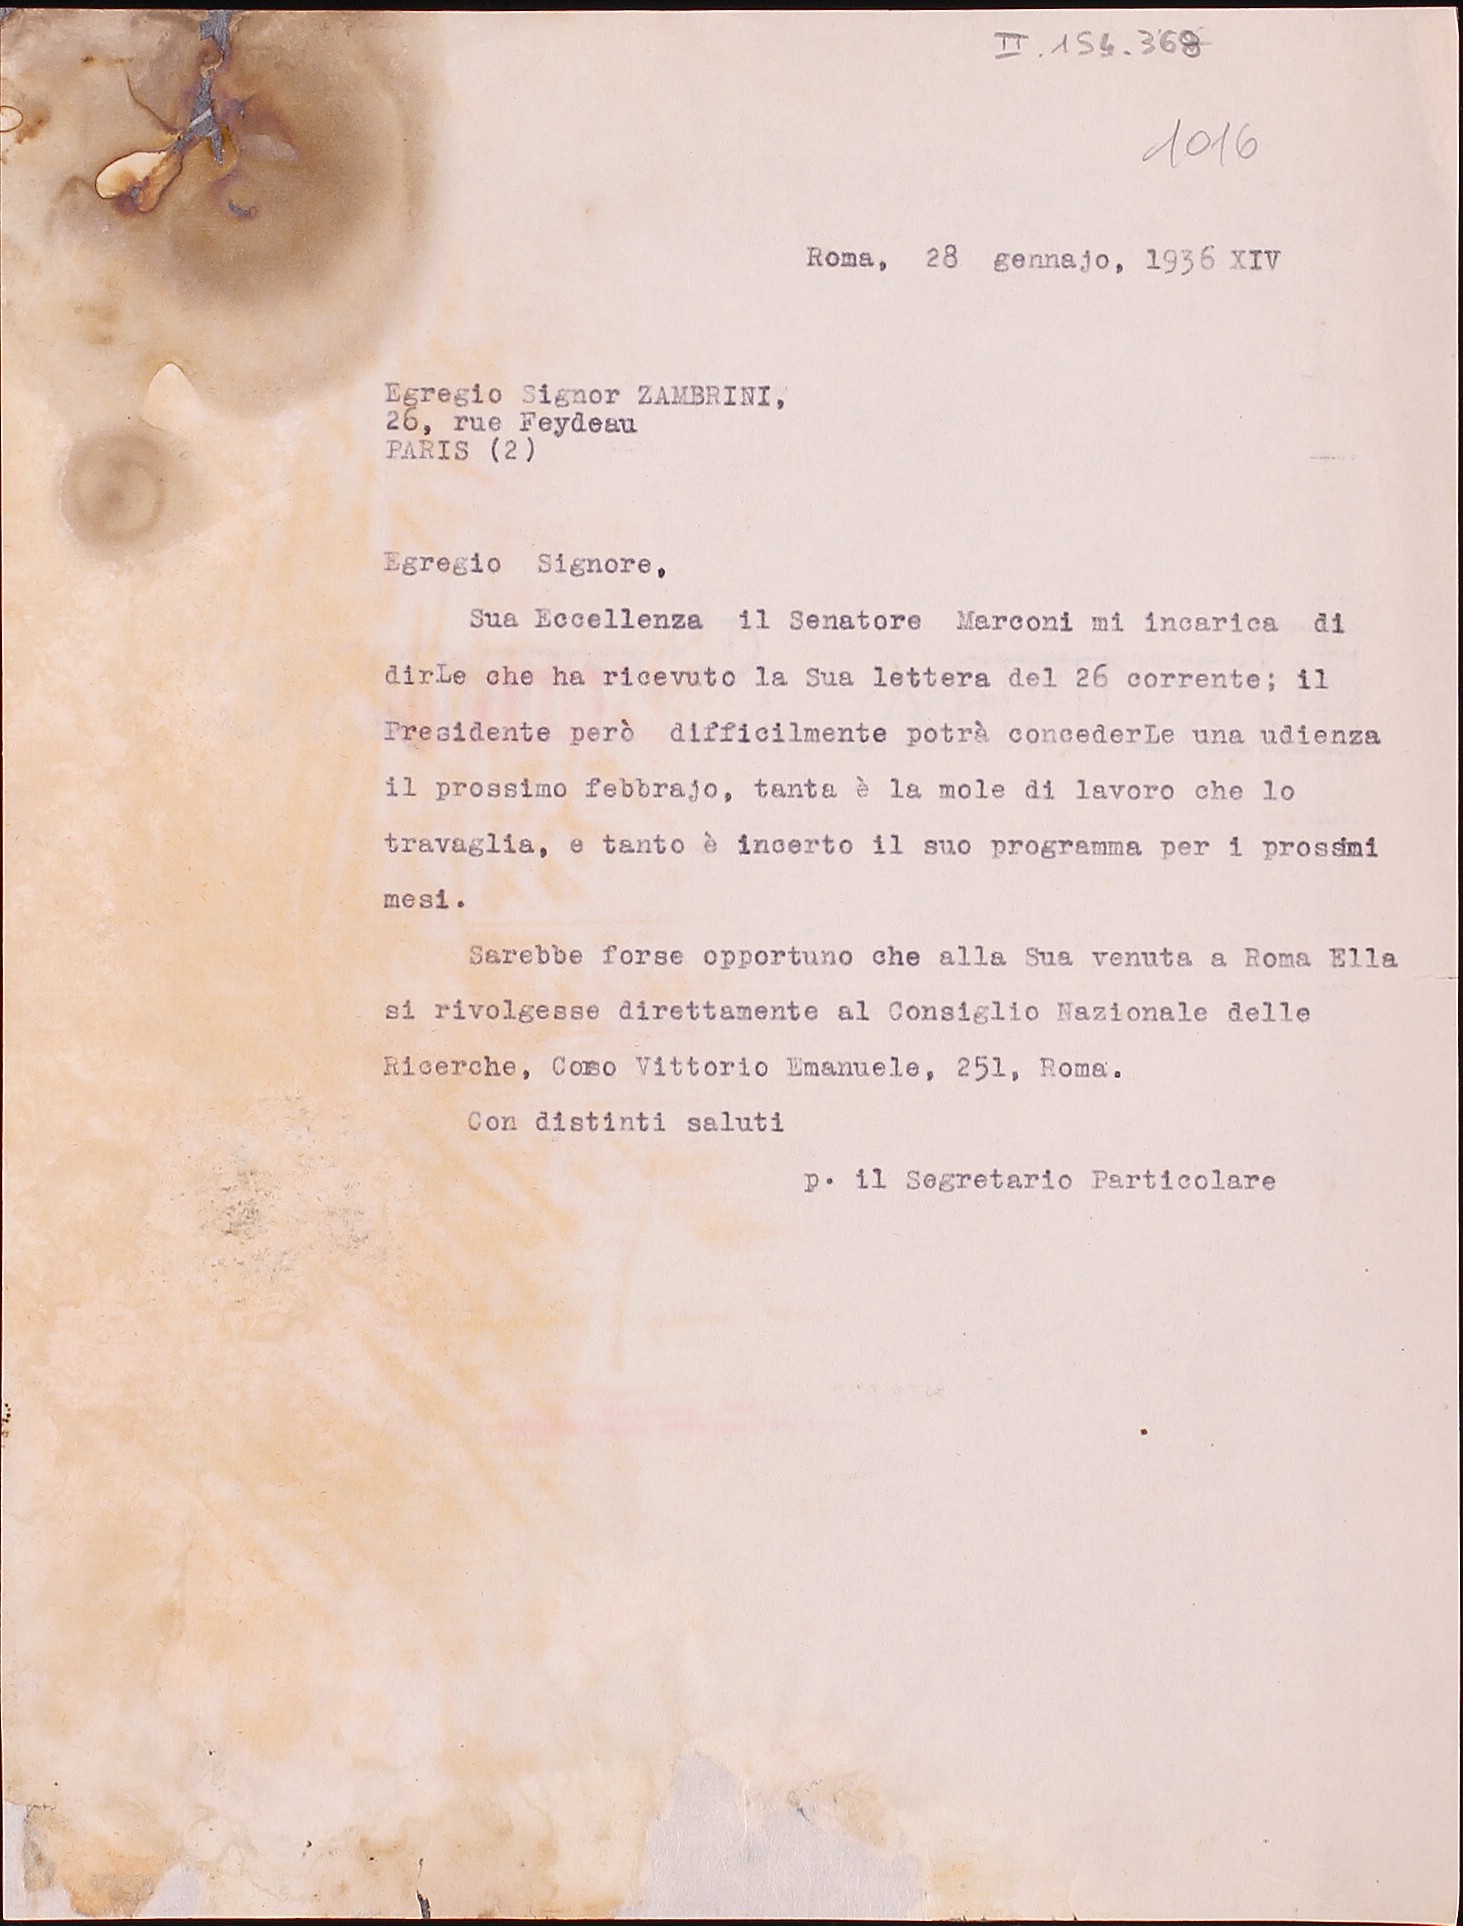 II.154.368
1016
Roma, 28 gennajo, 1936 XIV
Egregio Signor ZAMBRINI,
26, rue Feydeau
PARIS (2)
Egregio Signore,
Sua Eccellenza il Senatore Marconi mi incarica di
dirLe che ha ricevuto la Sua lettera del 26 corrente; il
Presidente però difficilmente potrà concederLe una udienza
il prossimo febbrajo, tanta è la mole di lavoro che lo
travaglia, e tanto è incerto il suo programma per i prossimi
mesi.
Sarebbe forse opportuno che alla Sua venuta a Roma Ella
si rivolgesse direttamente al Consiglio Nazionale delle
Ricerche, Corso Vittorio Emanuele, 251, Roma.
Con distinti saluti
p. il Segretario Particolare